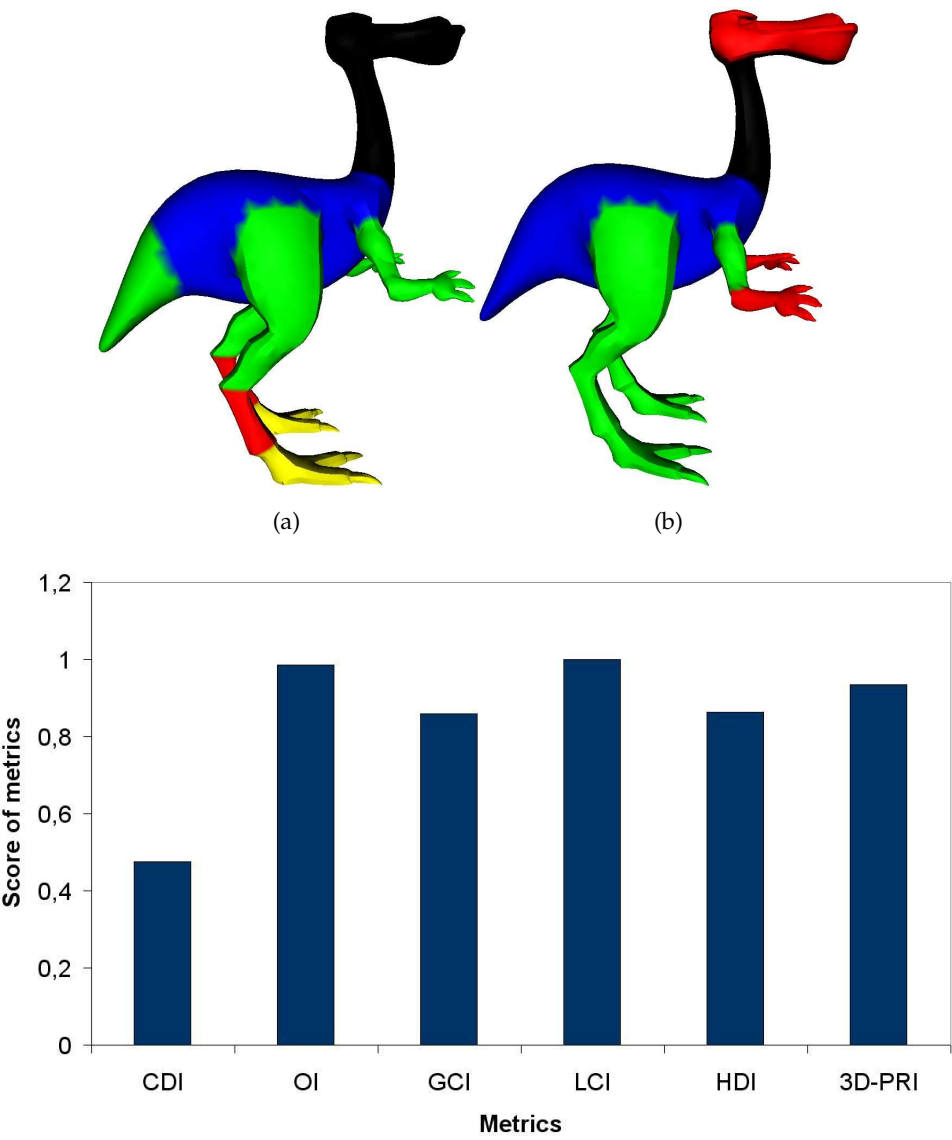 (a) (b)
1,2
1
0,8
0,6
0,4
0,2
0
Score of metrics
CDI OI GCI LCI HDI 3D-PRI
Metrics